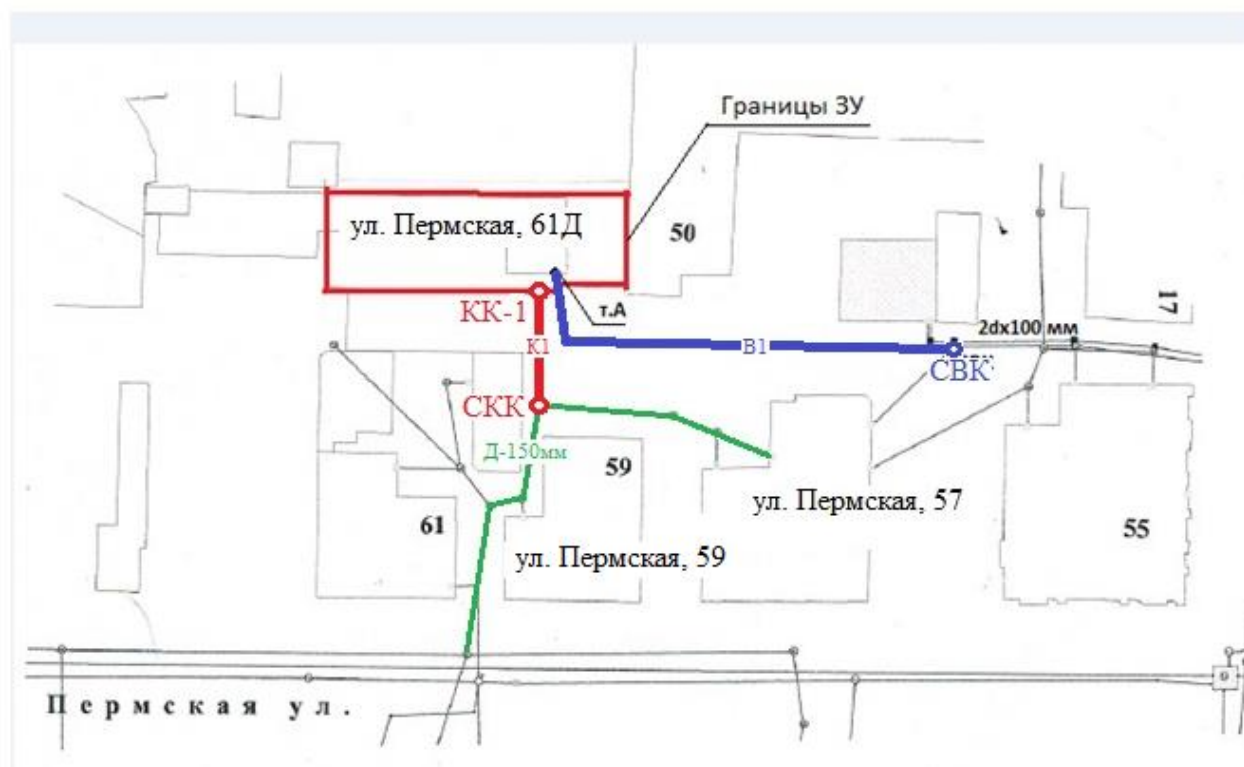 Границы ЗУ
ул. Пермская, 61Д
50
17
т.А
КК-1
2dх100 мм
К1
В1
СВК
СКК
Д-150мм
59
ул. Пермская, 57
61
55
ул. Пермская, 59
Пермская ул.